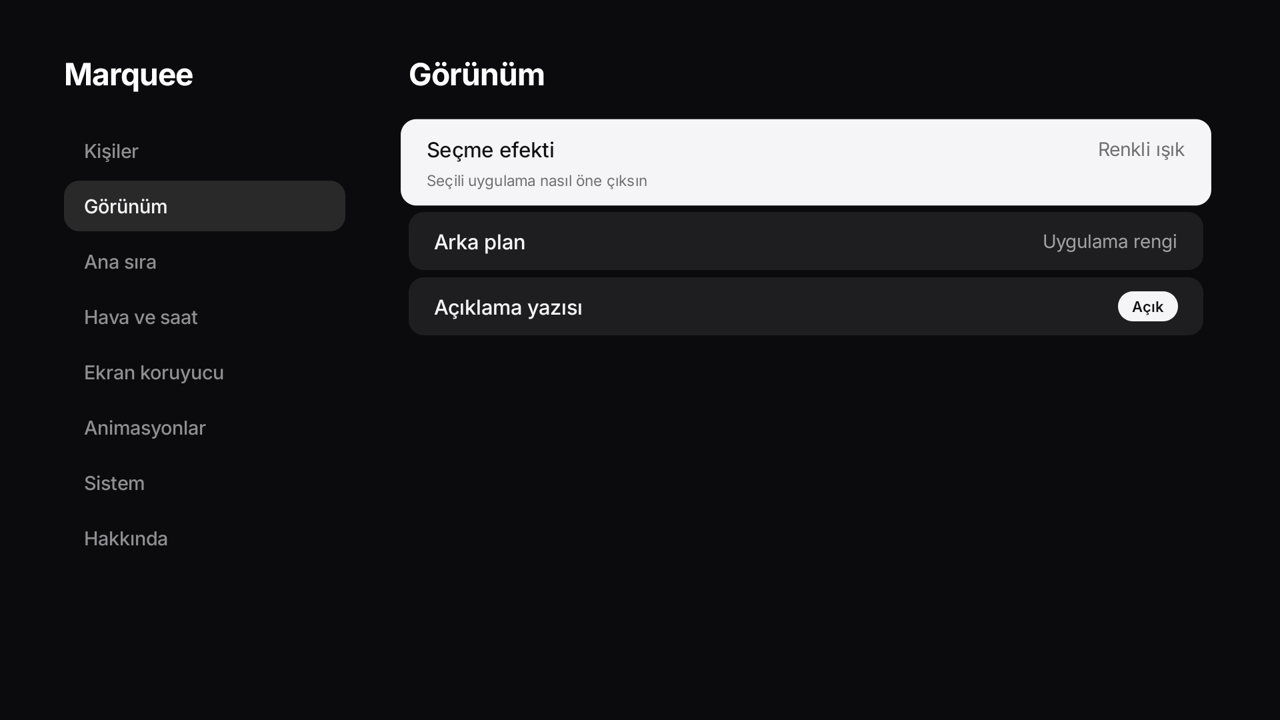 Marquee
Kişiler
Görünüm
Ana sıra
Hava ve saat
Ekran koruyucu
Animasyonlar
Sistem
Hakkında
Görünüm
Seçme efekti
Renkli ışık
Seçili uygulama nasıl öne çıksın
Arka plan
Uygulama rengi
Açıklama yazısı
Açık